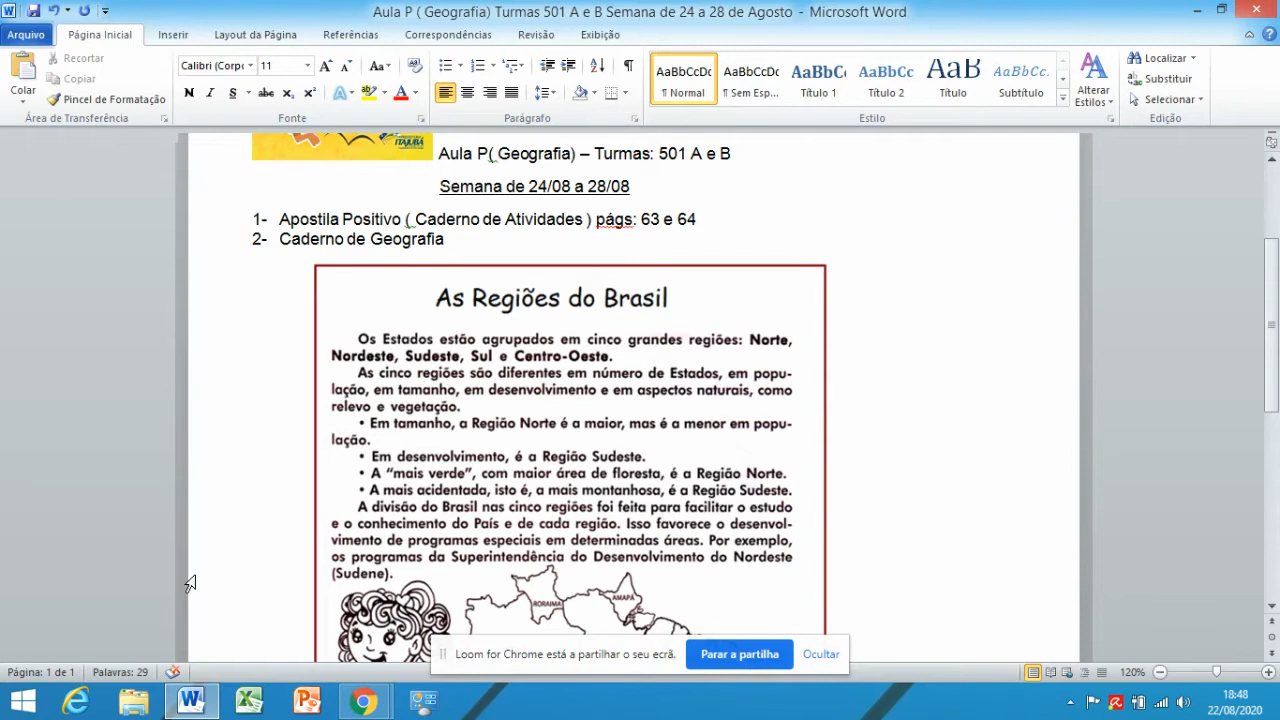 Aula P ( Geografia) Turmas 501 A e B Semana de 24 a 28 de Agosto - Microsoft Word
Arquivo Página Inicial Inserir Layout da Página Referências Correspondências Revisão Exibição
Recortar
Copiar
Pincel de Formatação
Colar
Área de Transferência
Calibri (Corpo 11
N I S abc x₂ x² A
Fonte
Parágrafo
AaBbCcDc AaBbCcDc AaBbC AaBbCc AaB AaBbCc.
¶ Normal ¶ Sem Esp... Título 1 Título 2 Título Subtítulo
Alterar Estilos
Estilo
Localizar
Substituir
Selecionar
Edição
ITAJUBÁ
Aula P( Geografia) – Turmas: 501 A e B
Semana de 24/08 a 28/08
1- Apostila Positivo ( Caderno de Atividades ) págs: 63 e 64
2- Caderno de Geografia
As Regiões do Brasil
Os Estados estão agrupados em cinco grandes regiões: Norte,
Nordeste, Sudeste, Sul e Centro-Oeste.
As cinco regiões são diferentes em número de Estados, em popu-
lação, em tamanho, em desenvolvimento e em aspectos naturais, como
relevo e vegetação.
• Em tamanho, a Região Norte é a maior, mas é a menor em popu-
lação.
• Em desenvolvimento, é a Região Sudeste.
• A “mais verde”, com maior área de floresta, é a Região Norte.
• A mais acidentada, isto é, a mais montanhosa, é a Região Sudeste.
A divisão do Brasil nas cinco regiões foi feita para facilitar o estudo
e o conhecimento do País e de cada região. Isso favorece o desenvol-
vimento de programas especiais em determinadas áreas. Por exemplo,
os programas da Superintendência do Desenvolvimento do Nordeste
(Sudene).
RORAIMA
AMAPÁ
Loom for Chrome está a partilhar o seu ecrã. Parar a partilha Ocultar
Página: 1 de 1 Palavras: 29
120%
18:48
22/08/2020